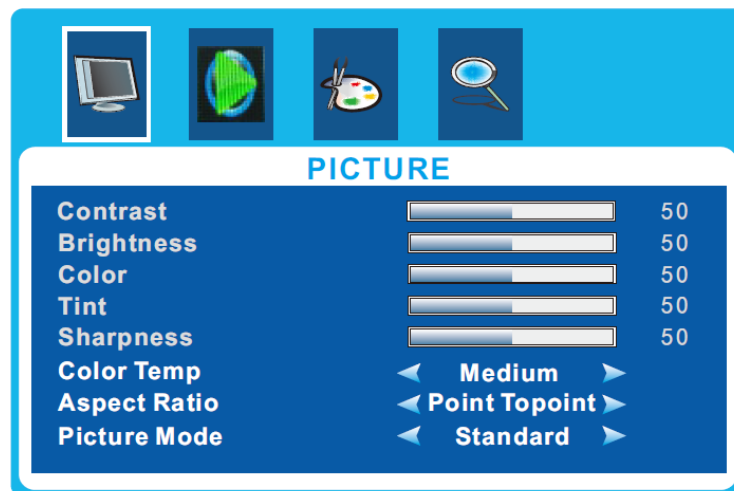 PICTURE
Contrast 50
Brightness 50
Color 50
Tint 50
Sharpness 50
Color Temp Medium
Aspect Ratio Point Topoint
Picture Mode Standard